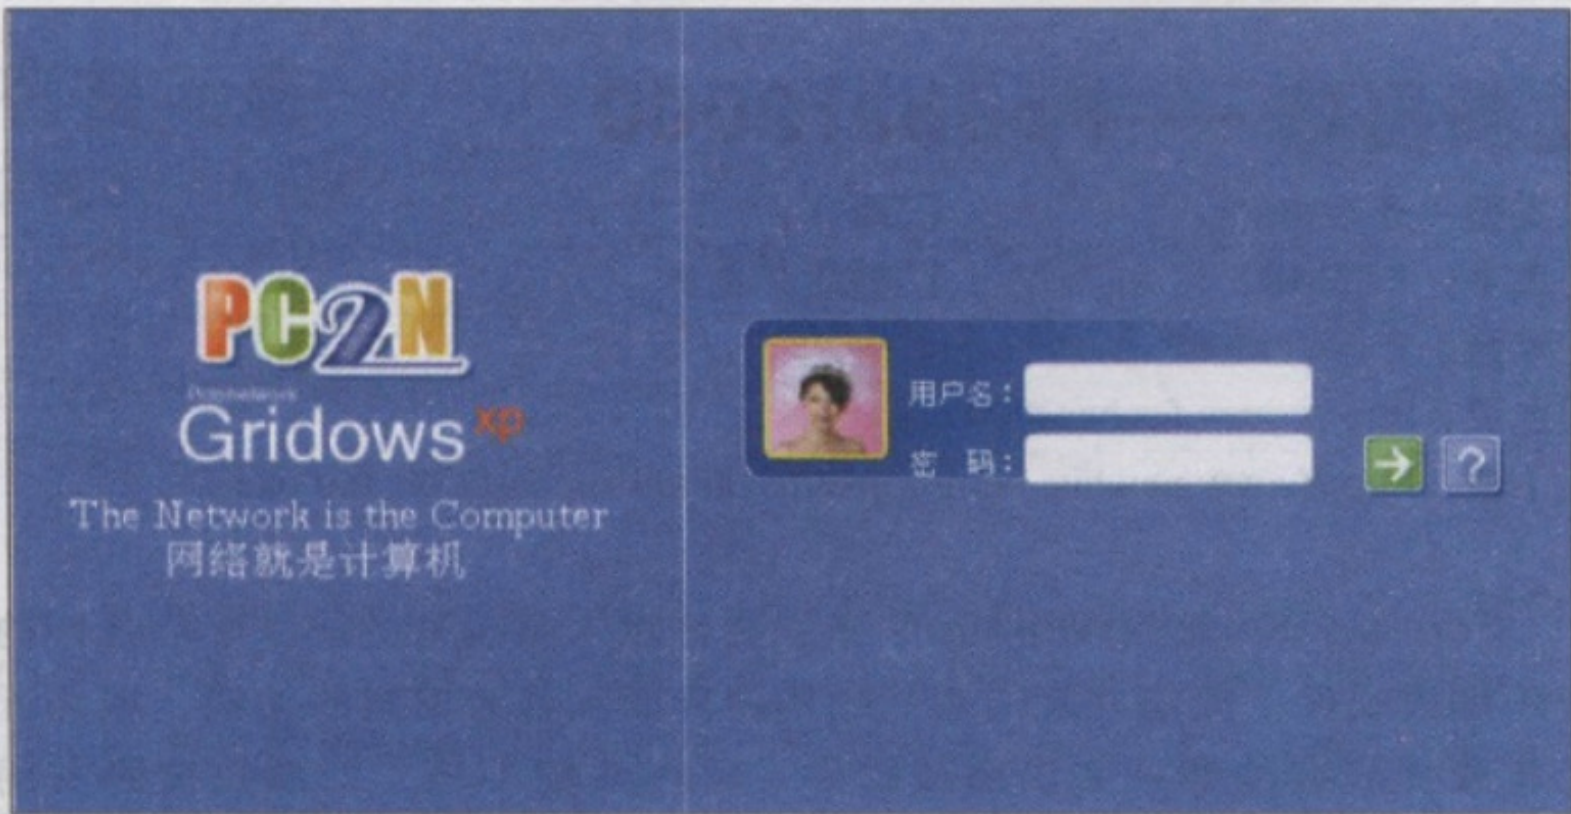 PC2N
Gridows xp
The Network is the Computer
网络就是计算机
用户名:
密 码:
?